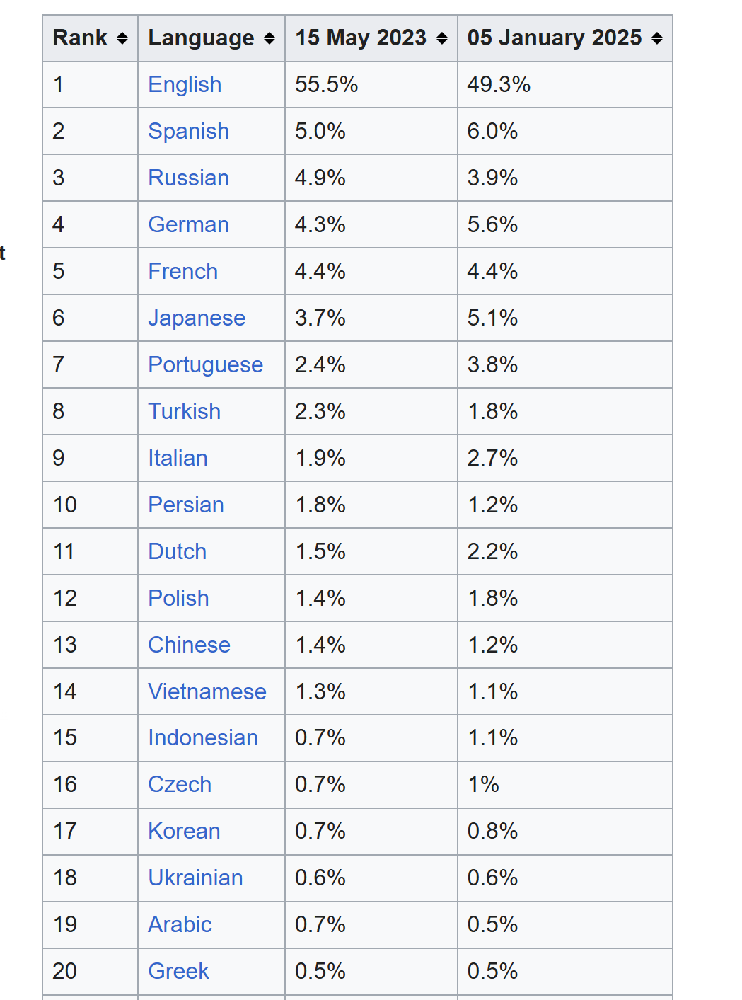 Rank Language 15 May 2023 05 January 2025
1 English 55.5% 49.3%
2 Spanish 5.0% 6.0%
3 Russian 4.9% 3.9%
4 German 4.3% 5.6%
t
5 French 4.4% 4.4%
6 Japanese 3.7% 5.1%
7 Portuguese 2.4% 3.8%
8 Turkish 2.3% 1.8%
9 Italian 1.9% 2.7%
10 Persian 1.8% 1.2%
11 Dutch 1.5% 2.2%
12 Polish 1.4% 1.8%
13 Chinese 1.4% 1.2%
14 Vietnamese 1.3% 1.1%
15 Indonesian 0.7% 1.1%
16 Czech 0.7% 1%
17 Korean 0.7% 0.8%
18 Ukrainian 0.6% 0.6%
19 Arabic 0.7% 0.5%
20 Greek 0.5% 0.5%